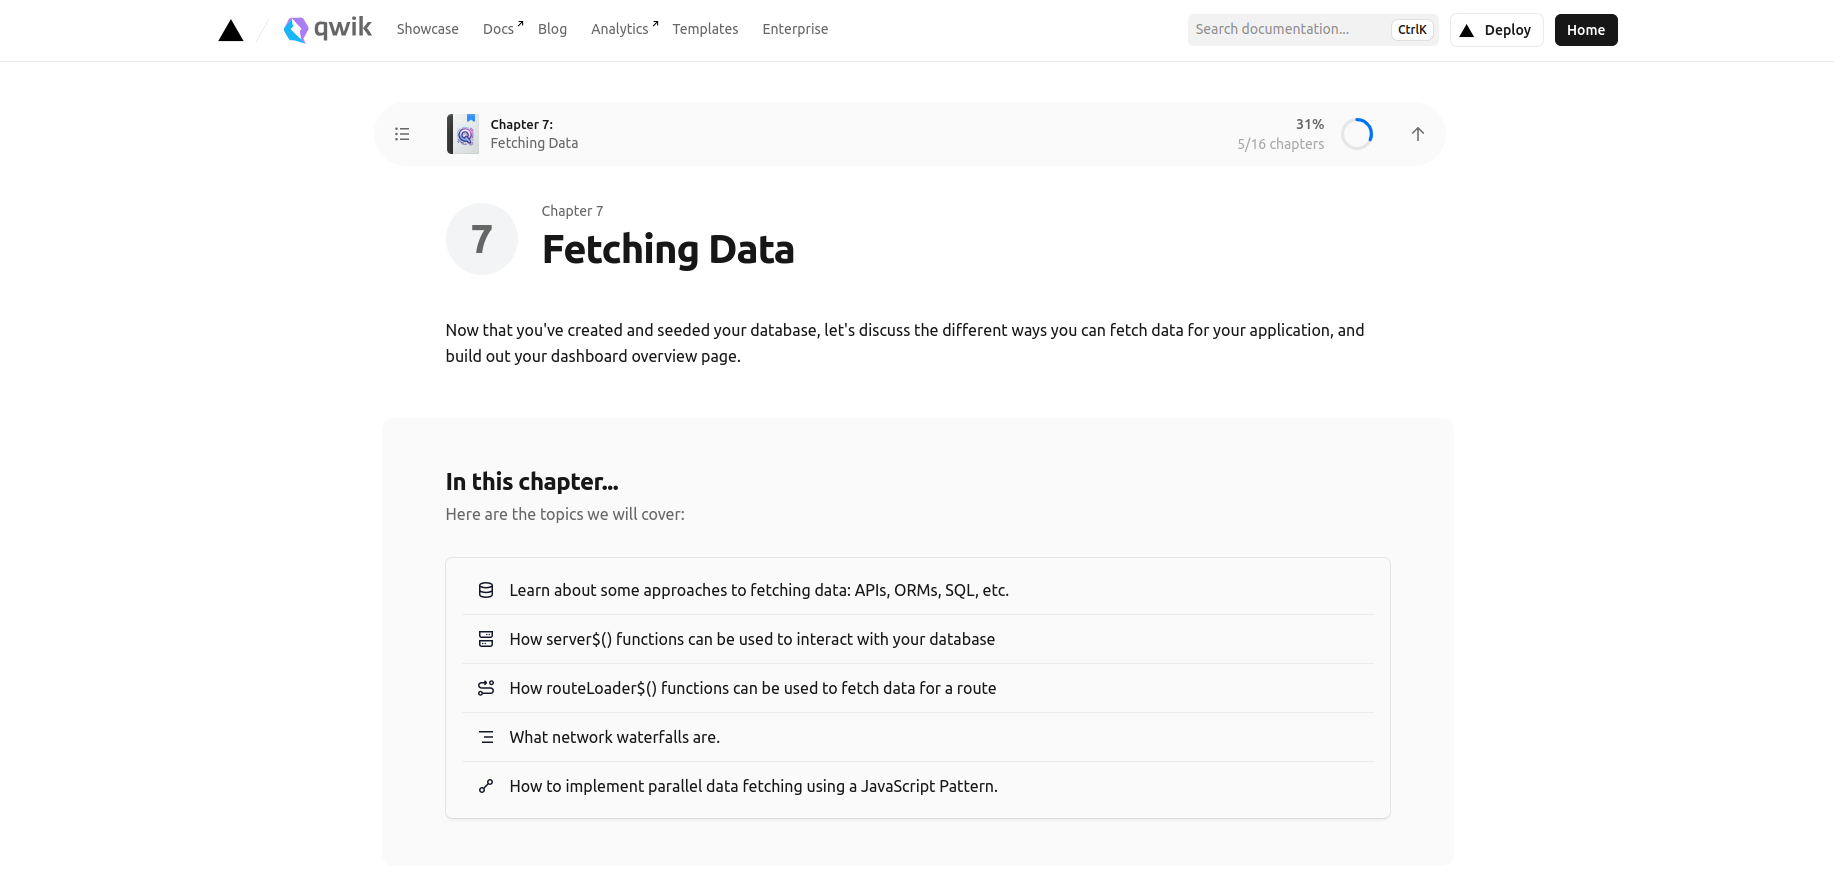 qwik
Showcase
Docs
Blog
Analytics
Templates
Enterprise
Search documentation...
CtrlK
Deploy
Home
Chapter 7:
Fetching Data
31%
5/16 chapters
7
Chapter 7
Fetching Data
Now that you've created and seeded your database, let's discuss the different ways you can fetch data for your application, and
build out your dashboard overview page.
In this chapter...
Here are the topics we will cover:
Learn about some approaches to fetching data: APIs, ORMs, SQL, etc.
How server$() functions can be used to interact with your database
How routeLoader$() functions can be used to fetch data for a route
What network waterfalls are.
How to implement parallel data fetching using a JavaScript Pattern.